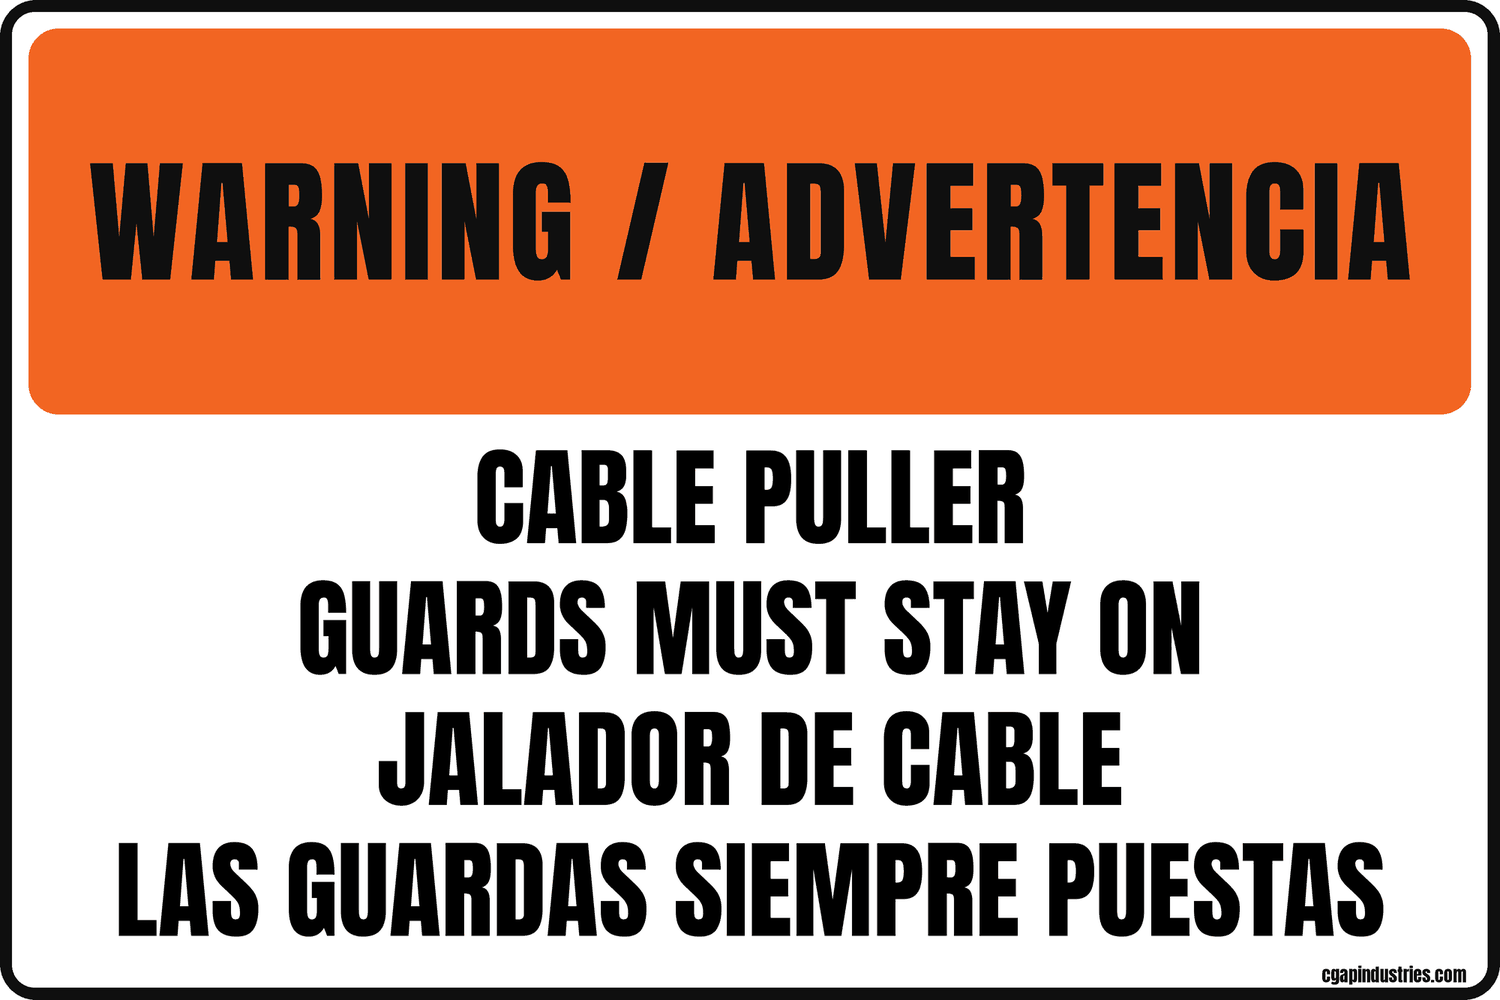 WARNING / ADVERTENCIA
CABLE PULLER
GUARDS MUST STAY ON
JALADOR DE CABLE
LAS GUARDAS SIEMPRE PUESTAS
cgapindustries.com